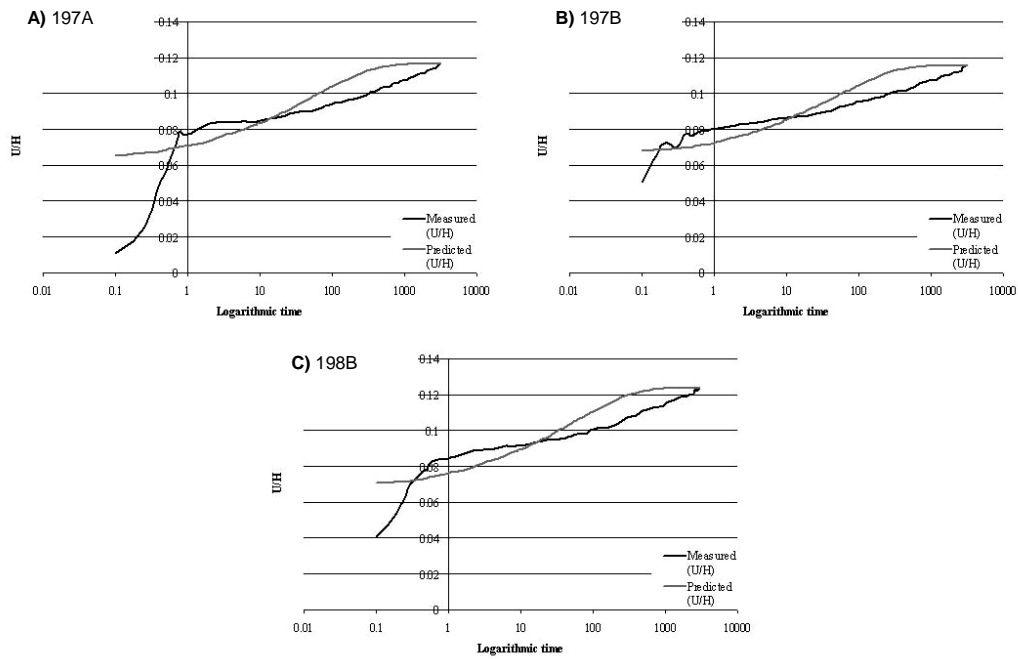 A) 197A
0.14
0.12
0.1
0.08
0.06
0.04
0.02
0
U/H
0.01 0.1 1 10 100 1000 10000
Logarithmic time
Measured
(U/H)
Predicted
(U/H)
B) 197B
0.14
0.12
0.1
0.08
0.06
0.04
0.02
0
U/H
0.01 0.1 1 10 100 1000 10000
Logarithmic time
Measured
(U/H)
Predicted
(U/H)
C) 198B
0.14
0.12
0.1
0.08
0.06
0.04
0.02
0
U/H
0.01 0.1 1 10 100 1000 10000
Logarithmic time
Measured
(U/H)
Predicted
(U/H)